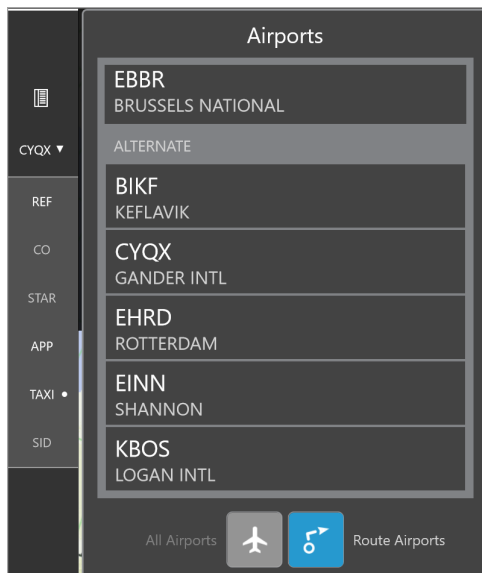 Airports
EBBR
BRUSSELS NATIONAL
CYQX ▼
ALTERNATE
BIKF
KEFLAVIK
REF
CYQX
GANDER INTL
CO
STAR
EHRD
ROTTERDAM
APP
EINN
SHANNON
TAXI •
SID
KBOS
LOGAN INTL
All Airports
Route Airports